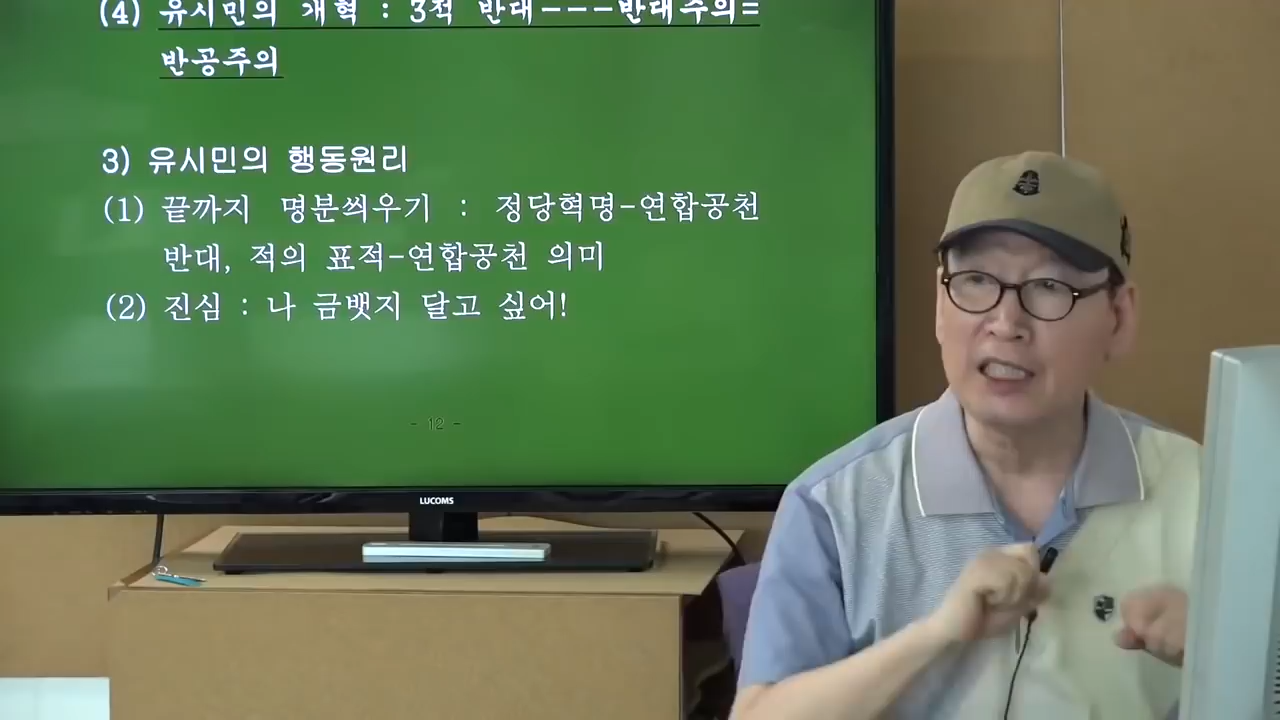 (4) 유시민의 개혁 : 3적 반대---반대주의=
반공주의
3) 유시민의 행동원리
(1) 끝까지 명분씌우기 : 정당혁명-연합공천
반대, 적의 표적-연합공천 의미
(2) 진심 : 나 금뱃지 달고 싶어!
- 12 -
LUCOMS